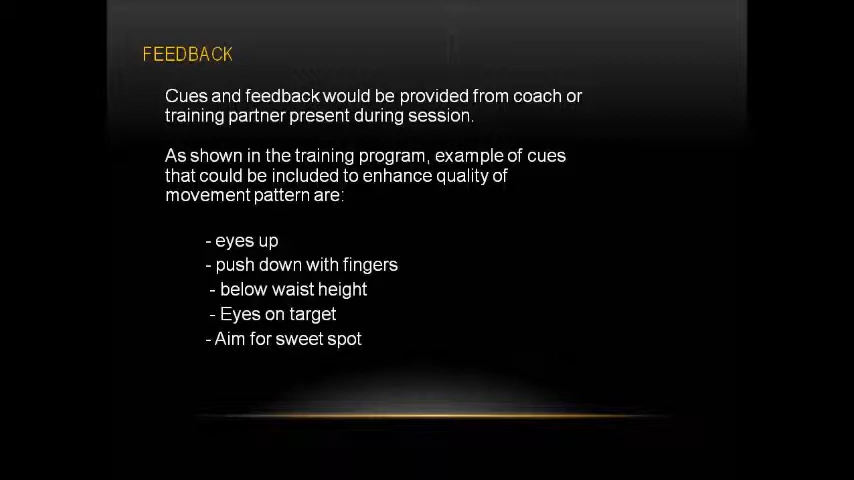 FEEDBACK
Cues and feedback would be provided from coach or
training partner present during session.
As shown in the training program, example of cues
that could be included to enhance quality of
movement pattern are:
- eyes up
- push down with fingers
- below waist height
- Eyes on target
- Aim for sweet spot